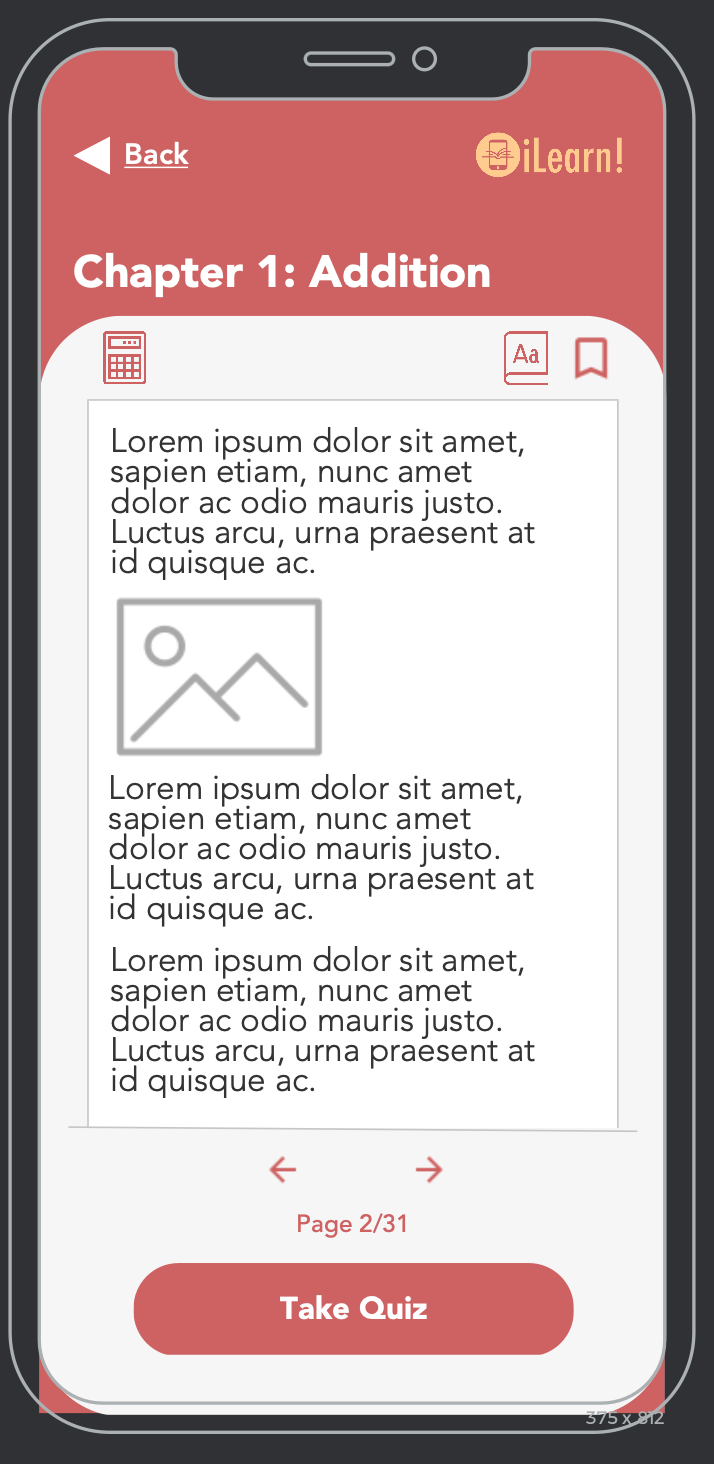 Back
iLearn!
Chapter 1: Addition
Aa
Lorem ipsum dolor sit amet,
sapien etiam, nunc amet
dolor ac odio mauris justo.
Luctus arcu, urna praesent at
id quisque ac.
Lorem ipsum dolor sit amet,
sapien etiam, nunc amet
dolor ac odio mauris justo.
Luctus arcu, urna praesent at
id quisque ac.
Lorem ipsum dolor sit amet,
sapien etiam, nunc amet
dolor ac odio mauris justo.
Luctus arcu, urna praesent at
id quisque ac.
Page 2/31
Take Quiz
375 x 812